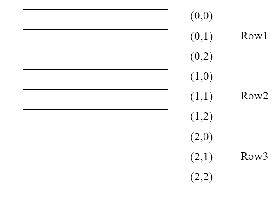 (0,0)
(0,1) Row1
(0,2)
(1,0)
(1,1) Row2
(1,2)
(2,0)
(2,1) Row3
(2,2)